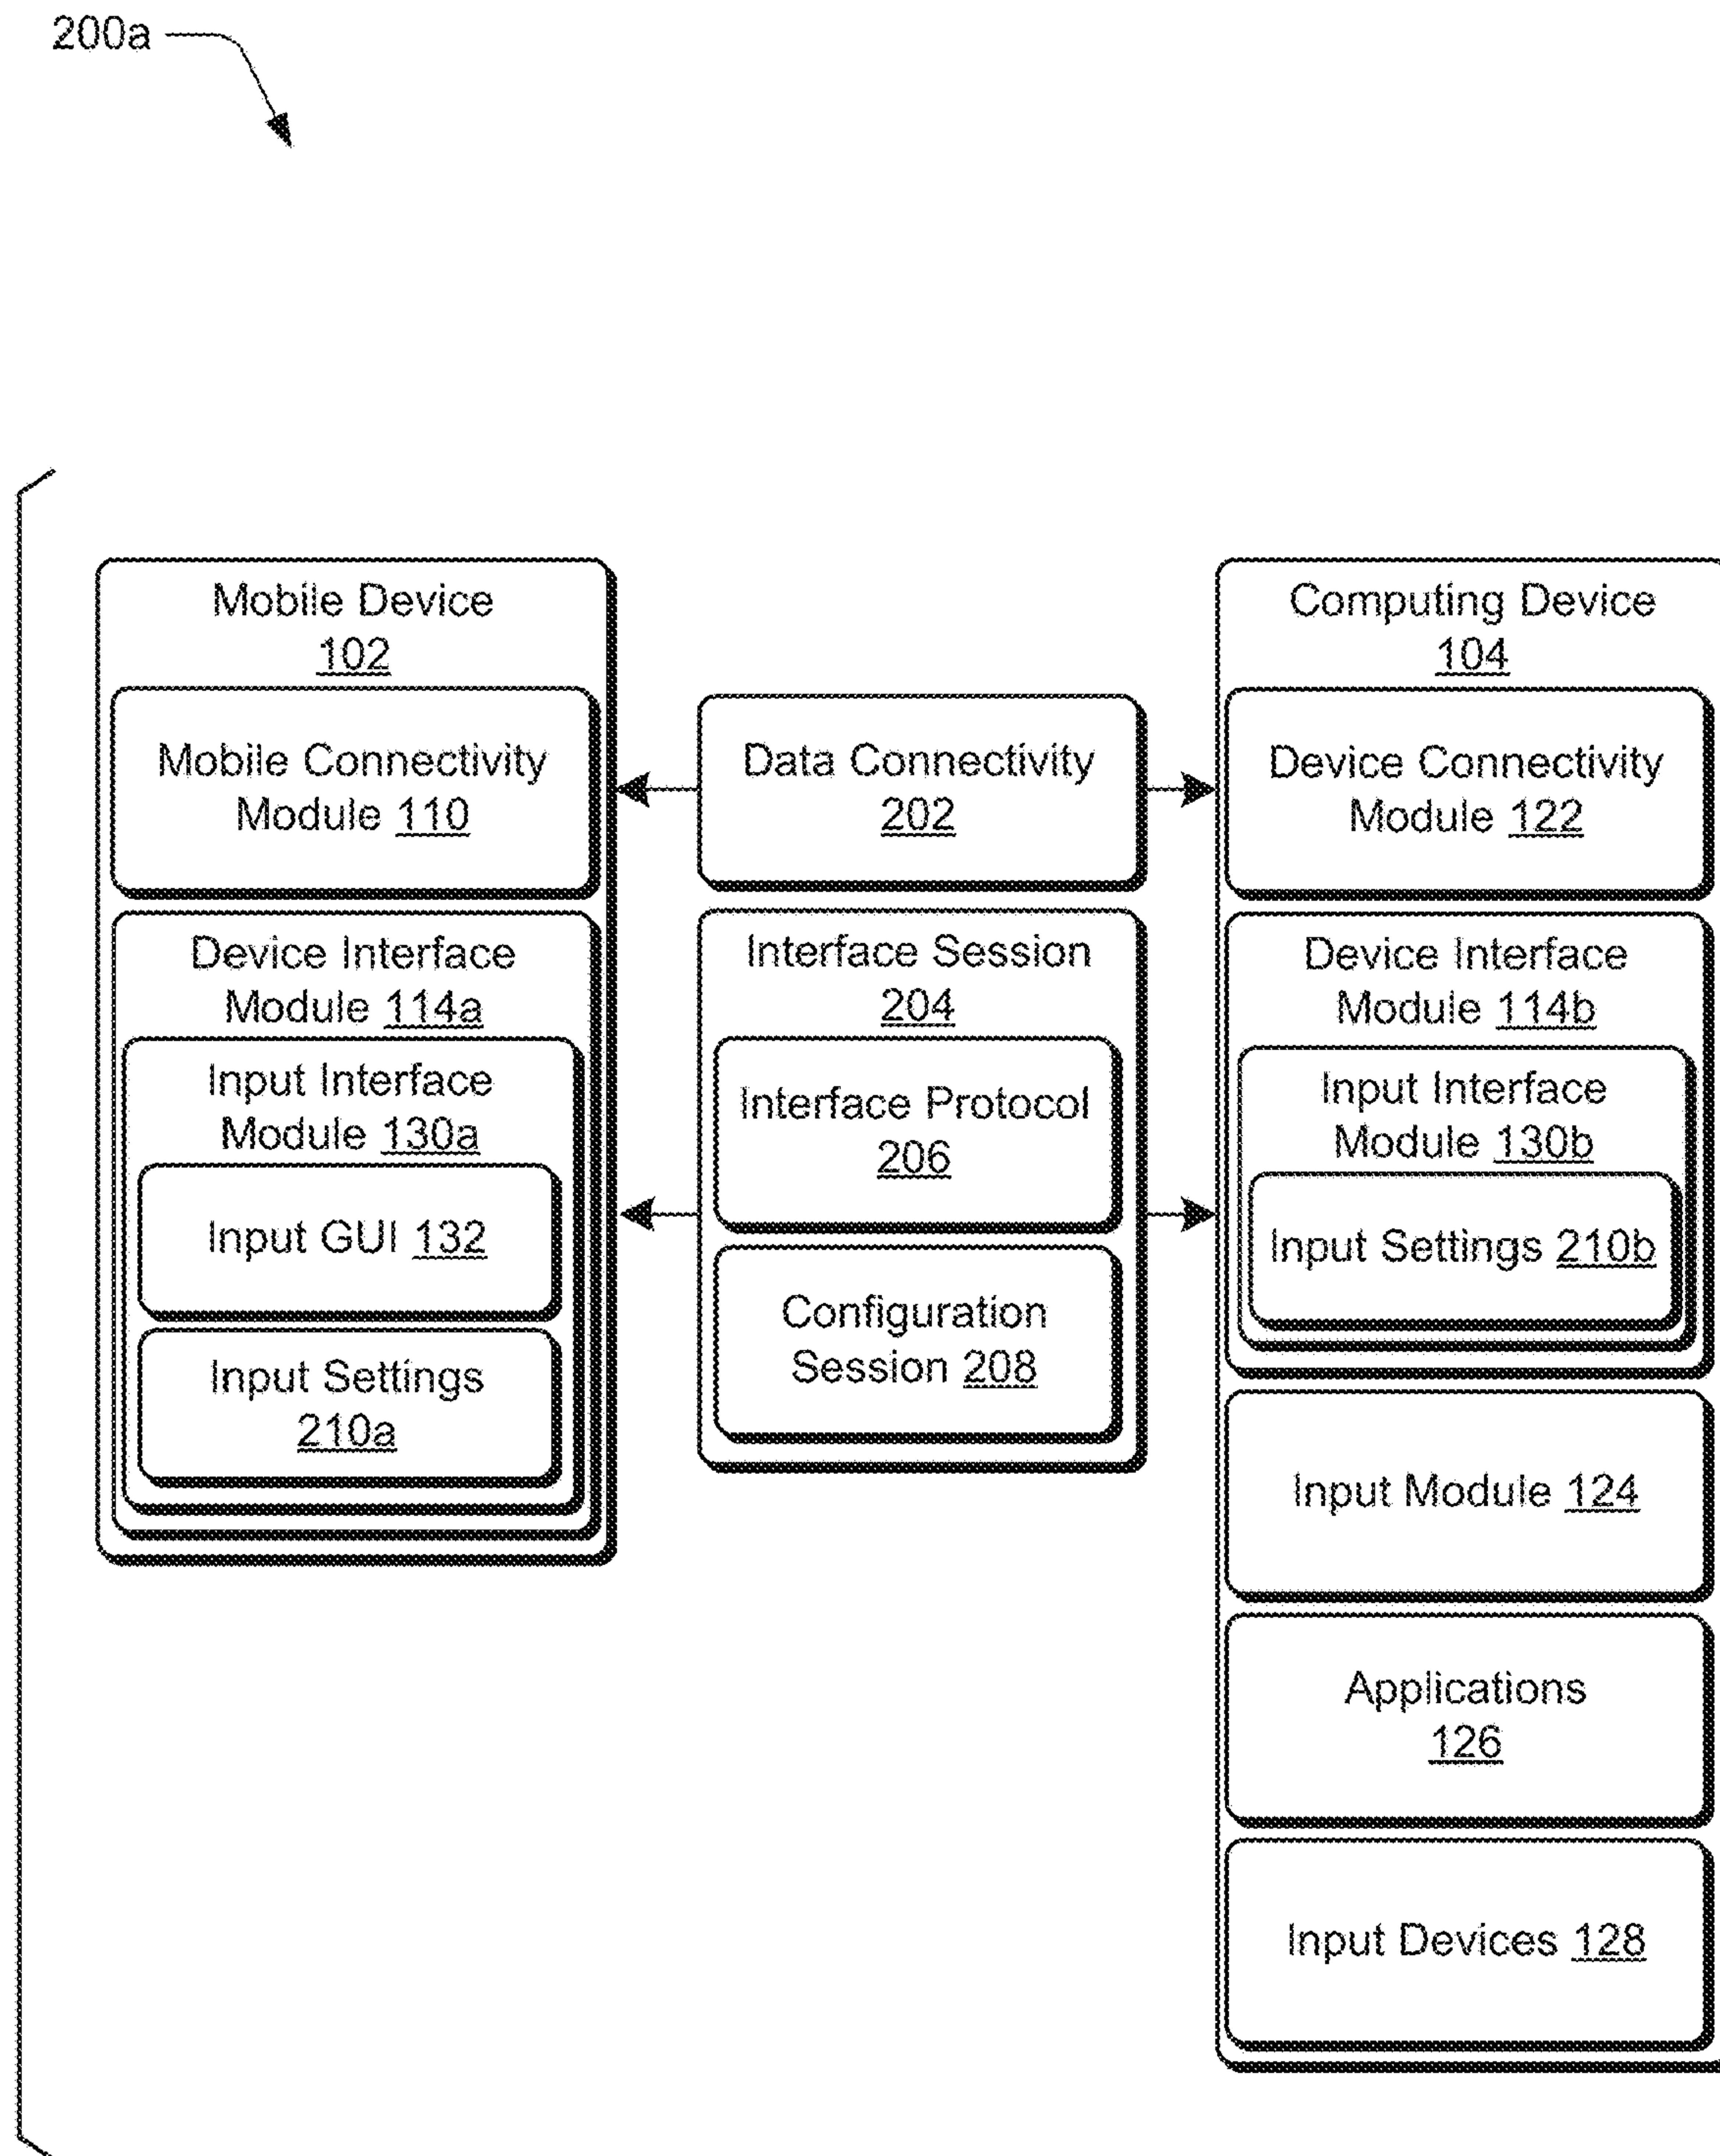 200a
Mobile Device
102
Mobile Connectivity
Module 110
Device Interface
Module 114a
Input Interface
Module 130a
Input GUI 132
Input Settings
210a
Data Connectivity
202
Interface Session
204
Interface Protocol
206
Configuration
Session 208
Computing Device
104
Device Connectivity
Module 122
Device Interface
Module 114b
Input Interface
Module 130b
Input Settings 210b
Input Module 124
Applications
126
Input Devices 128